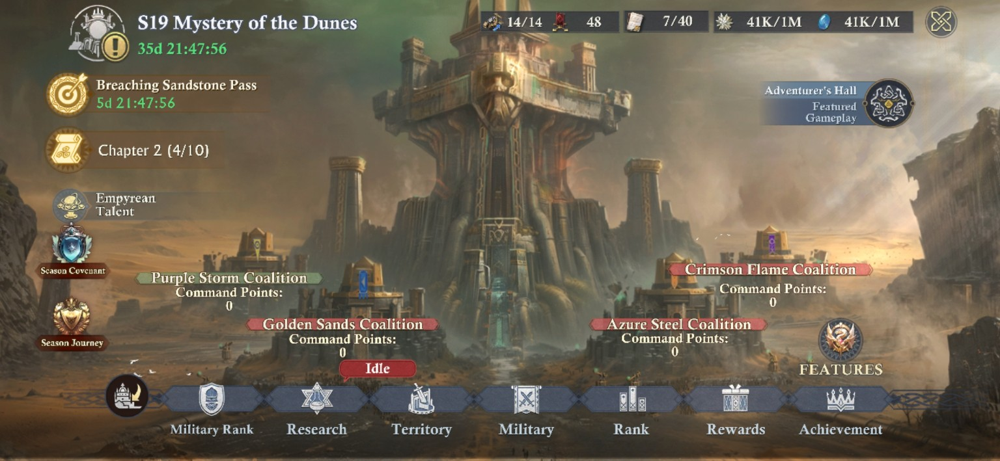 S19 Mystery of the Dunes
35d 21:47:56
14/14
48
7/40
41K/1M
41K/1M
Breaching Sandstone Pass
5d 21:47:56
Adventurer's Hall
Featured
Gameplay
Chapter 2 (4/10)
Empyrean
Talent
Season Covenant
Purple Storm Coalition
Command Points:
0
Crimson Flame Coalition
Command Points:
0
Season Journey
Golden Sands Coalition
Command Points:
0
Azure Steel Coalition
Command Points:
0
FEATURES
Idle
Military Rank
Research
Territory
Military
Rank
Rewards
Achievement